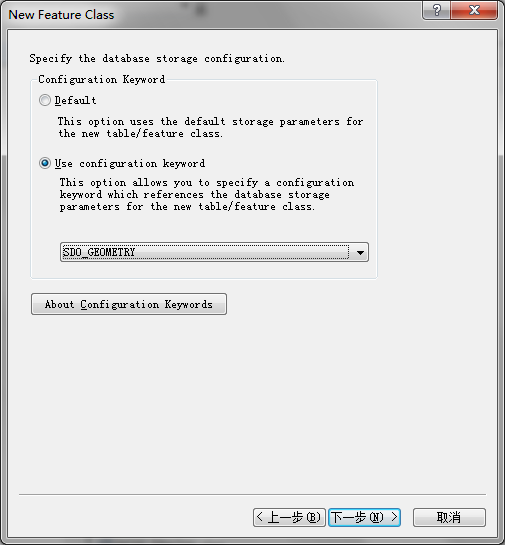 New Feature Class
?
Specify the database storage configuration.
Configuration Keyword
Default
This option uses the default storage parameters for
the new table/feature class.
Use configuration keyword
This option allows you to specify a configuration
keyword which references the database storage
parameters for the new table/feature class.
SDO_GEOMETRY
About Configuration Keywords
< 上一步(B)
下一步(N) >
取消